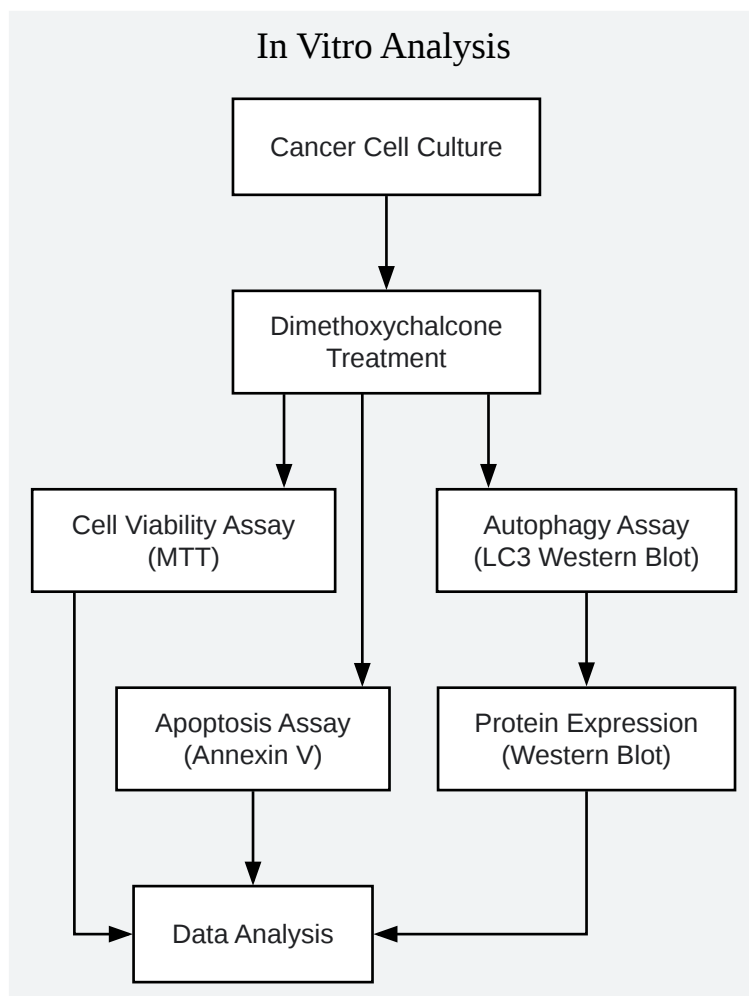 In Vitro Analysis
Cancer Cell Culture
Dimethoxychalcone
Treatment
Cell Viability Assay
(MTT)
Autophagy Assay
(LC3 Western Blot)
Apoptosis Assay
(Annexin V)
Protein Expression
(Western Blot)
Data Analysis